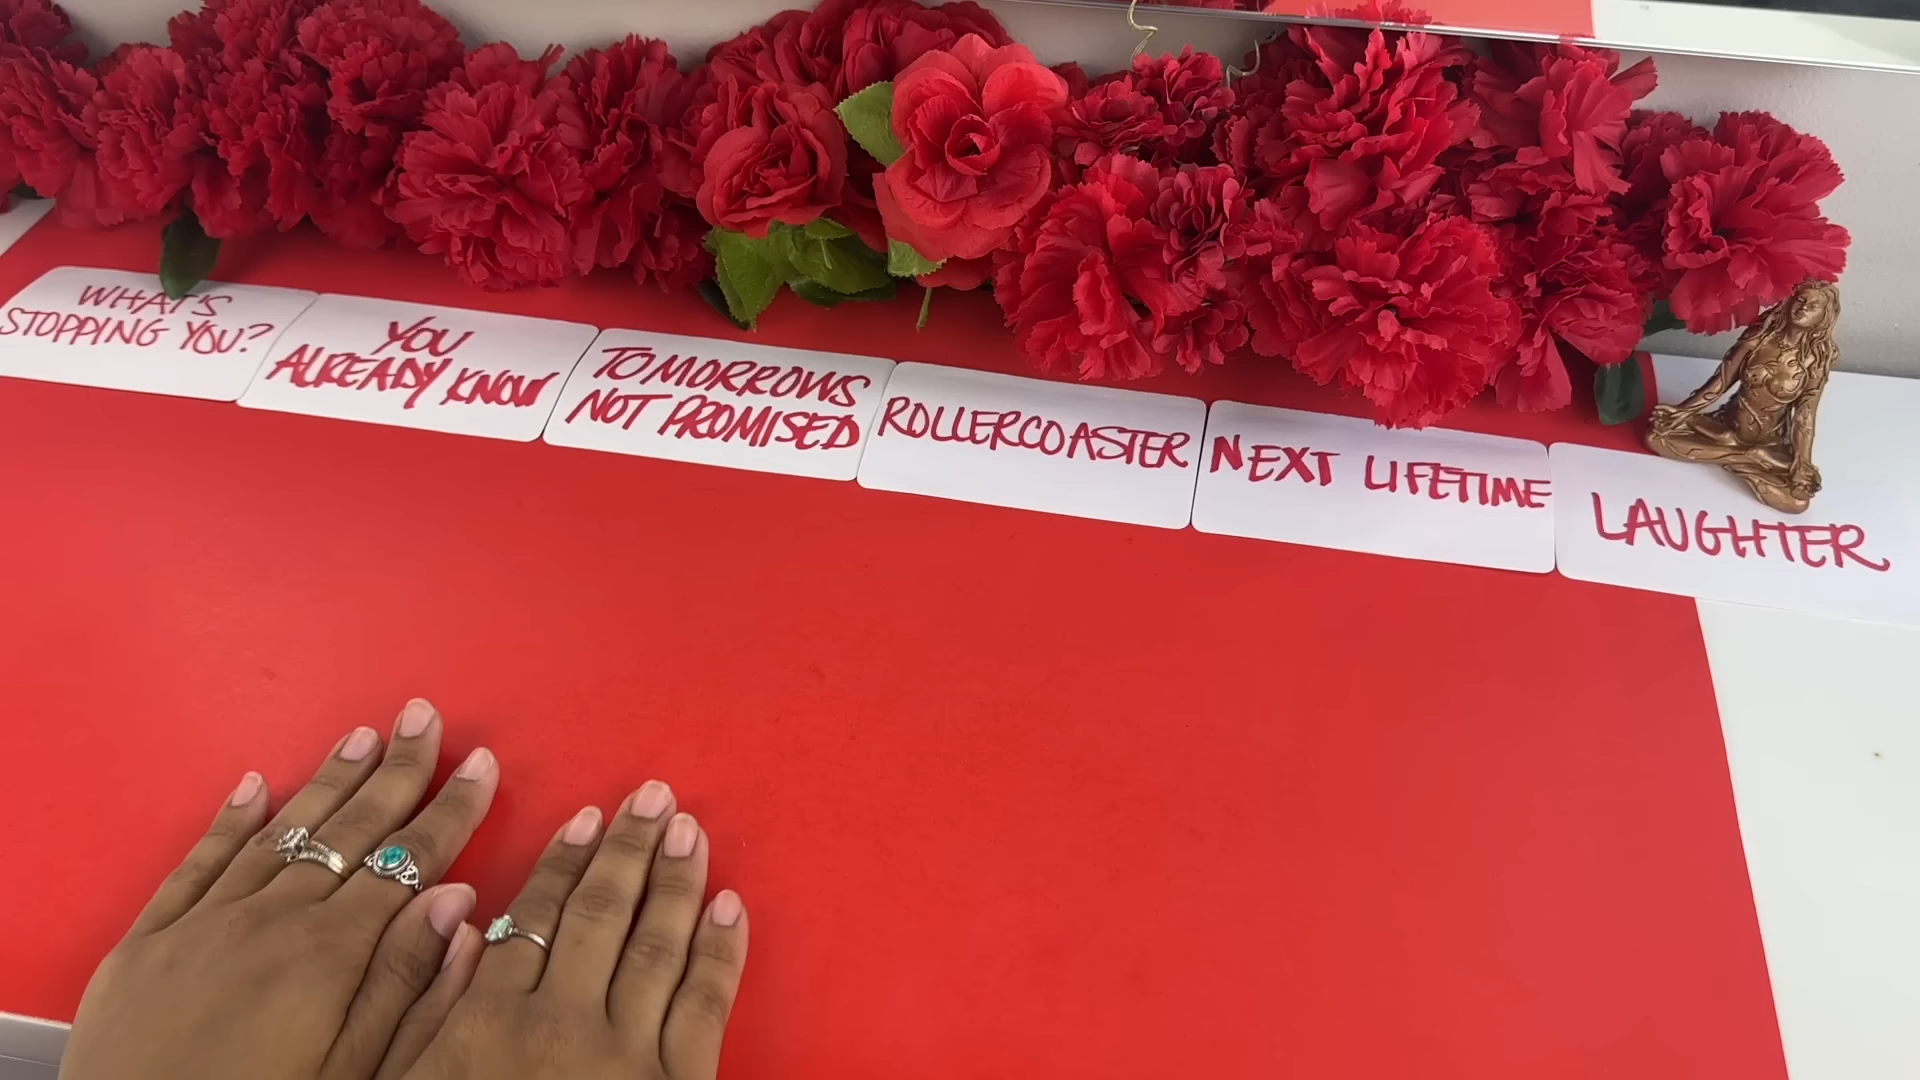 WHAT'S
STOPPING YOU?
YOU
ALREADY KNOW
TOMORROWS
NOT PROMISED
ROLLERCOASTER
NEXT LIFETIME
LAUGHTER